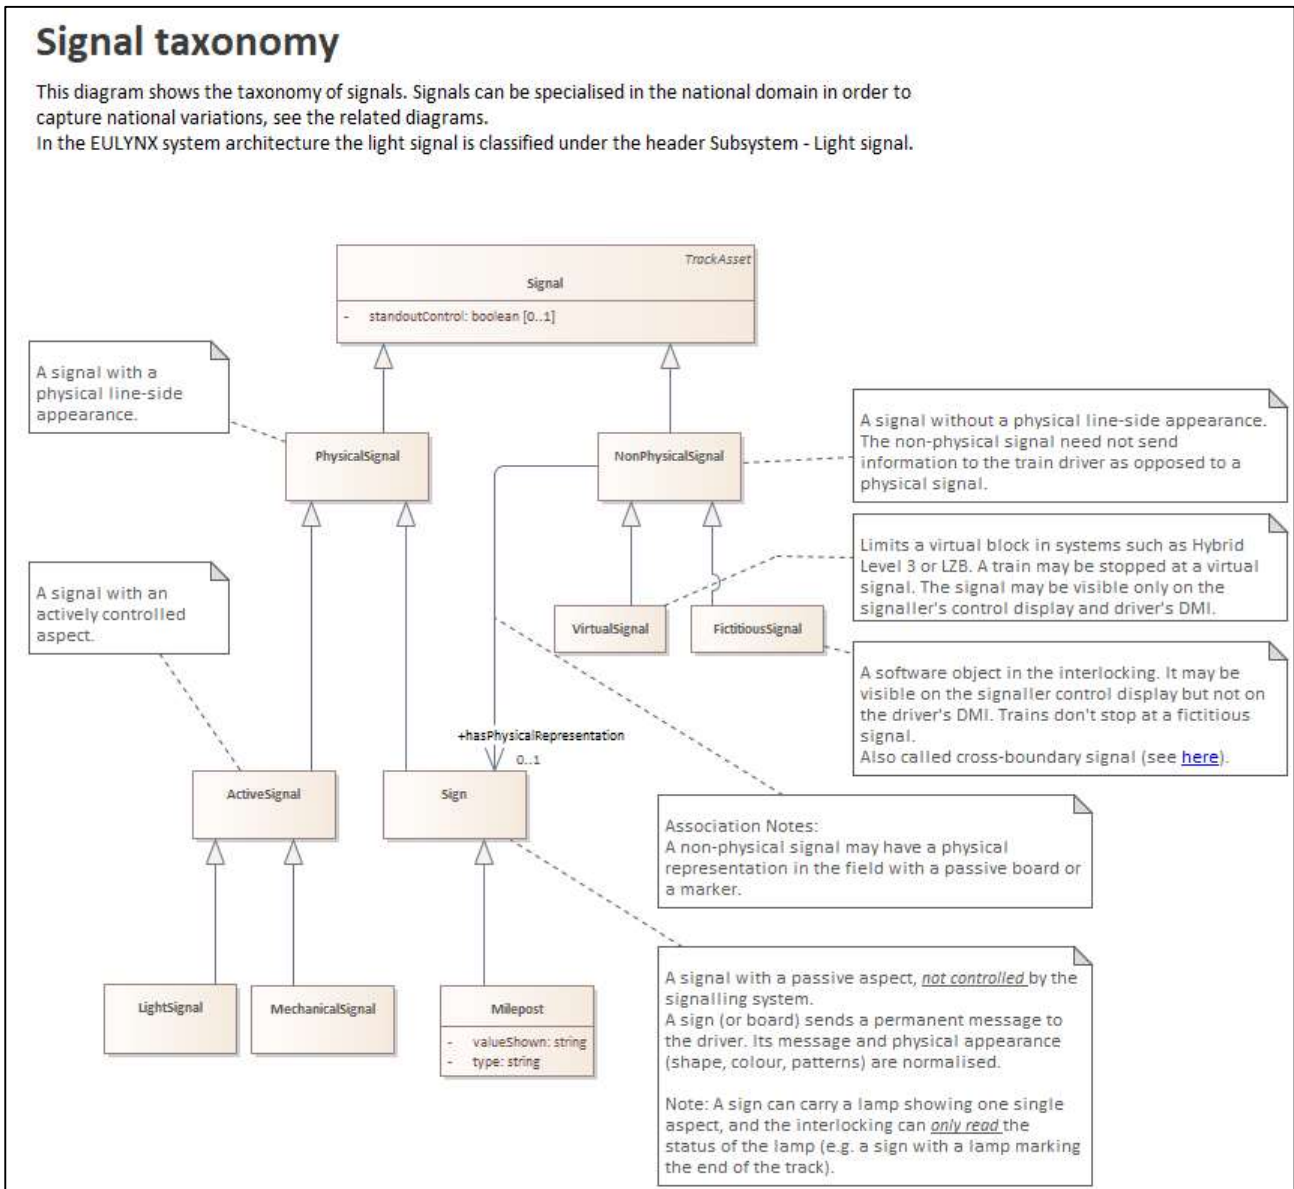 Signal taxonomy
This diagram shows the taxonomy of signals. Signals can be specialised in the national domain in order to
capture national variations, see the related diagrams.
In the EULYNX system architecture the light signal is classified under the header Subsystem - Light signal.
TrackAsset
Signal
- standoutControl: boolean [0..1]
A signal with a
physical line-side
appearance.
PhysicalSignal
NonPhysicalSignal
A signal without a physical line-side appearance.
The non-physical signal need not send
information to the train driver as opposed to a
physical signal.
Limits a virtual block in systems such as Hybrid
Level 3 or LZB. A train may be stopped at a virtual
signal. The signal may be visible only on the
signaller's control display and driver's DMI.
A signal with an
actively controlled
aspect.
VirtualSignal
FictitiousSignal
A software object in the interlocking. It may be
visible on the signaller control display but not on
the driver's DMI. Trains don't stop at a fictitious
signal.
Also called cross-boundary signal (see here).
+hasPhysicalRepresentation
0..1
ActiveSignal
Sign
Association Notes:
A non-physical signal may have a physical
representation in the field with a passive board or
a marker.
LightSignal
MechanicalSignal
Milepost
- valueShown: string
- type: string
A signal with a passive aspect, not controlled by the
signalling system.
A sign (or board) sends a permanent message to
the driver. Its message and physical appearance
(shape, colour, patterns) are normalised.
Note: A sign can carry a lamp showing one single
aspect, and the interlocking can only read the
status of the lamp (e.g. a sign with a lamp marking
the end of the track).